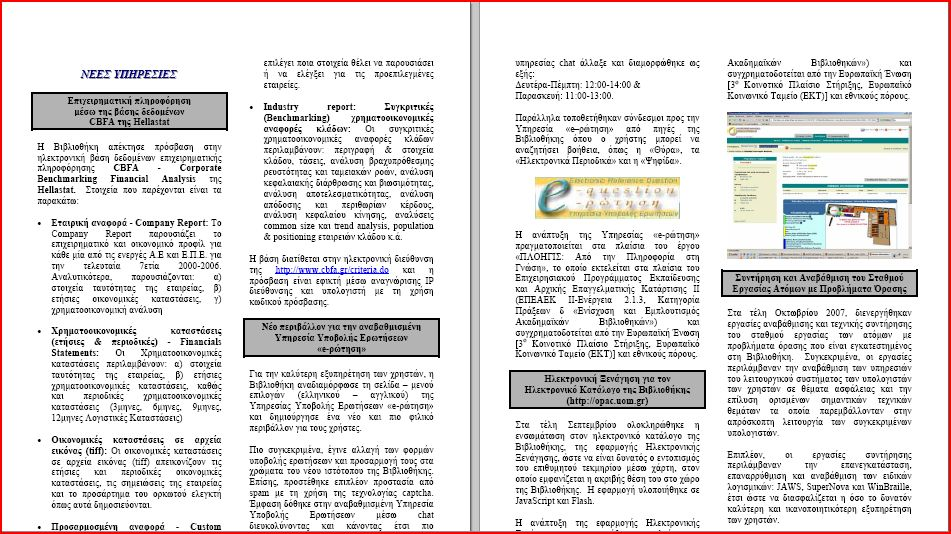 ΝΕΕΣ ΥΠΗΡΕΣΙΕΣ
Επιχειρηματική πληροφόρηση
μέσω της βάσης δεδομένων
CBFA της Hellastat
Η Βιβλιοθήκη απέκτησε πρόσβαση στην
ηλεκτρονική βάση δεδομένων επιχειρηματικής
πληροφόρησης CBFA - Corporate
Benchmarking Financial Analysis της
Hellastat. Στοιχεία που παρέχονται είναι τα
παρακάτω:
• Εταιρική αναφορά - Company Report: Το
Company Report παρουσιάζει το
επιχειρηματικό και οικονομικό προφίλ για
κάθε μία από τις ενεργές Α.Ε και Ε.Π.Ε. για
την τελευταία 7ετία 2000-2006.
Αναλυτικότερα, παρουσιάζονται: α)
στοιχεία ταυτότητας της εταιρείας, β)
ετήσιες οικονομικές καταστάσεις, γ)
χρηματοοικονομική ανάλυση
• Χρηματοοικονομικές καταστάσεις
(ετήσιες & περιοδικές) - Financials
Statements: Οι Χρηματοοικονομικές
καταστάσεις περιλαμβάνουν: α) στοιχεία
ταυτότητας της εταιρείας, β) ετήσιες
χρηματοοικονομικές καταστάσεις, καθώς
και περιοδικές χρηματοοικονομικές
καταστάσεις (3μηνες, 6μηνες, 9μηνες,
12μηνες Λογιστικές Καταστάσεις)
• Οικονομικές καταστάσεις σε αρχεία
εικόνας (tiff): Οι οικονομικές καταστάσεις
σε αρχεία εικόνας (tiff) απεικονίζουν τις
ετήσιες και περιοδικές οικονομικές
καταστάσεις, τις σημειώσεις της εταιρείας
και το προσάρτημα του ορκωτού ελεγκτή
όπως αυτά δημοσιεύονται.
• Προσαρμοσμένη αναφορά - Custom
επιλέγει ποια στοιχεία θέλει να παρουσιάσει
ή να ελέγξει για τις προεπιλεγμένες
εταιρείες.
• Industry report: Συγκριτικές
(Benchmarking) χρηματοοικονομικές
αναφορές κλάδων: Οι συγκριτικές
χρηματοοικονομικές αναφορές κλάδων
περιλαμβάνουν: περιγραφή & στοιχεία
κλάδου, τάσεις, ανάλυση βραχυπρόθεσμης
ρευστότητας και ταμειακών ροών, ανάλυση
κεφαλαιακής διάρθρωσης και βιωσιμότητας,
ανάλυση αποτελεσματικότητας, ανάλυση
απόδοσης και περιθωρίων κέρδους,
ανάλυση κεφαλαίου κίνησης, αναλύσεις
common size και trend analysis, population
& positioning εταιρειών κλάδου κ.ά.
Η βάση διατίθεται στην ηλεκτρονική διεύθυνση
της http://www.cbfa.gr/criteria.do και η
πρόσβαση είναι εφικτή μέσω αναγνώρισης IP
διεύθυνσης και υπολογιστή με τη χρήση
κωδικού πρόσβασης.
Νέο περιβάλλον για την αναβαθμισμένη
Υπηρεσία Υποβολής Ερωτήσεων
«e-ρώτηση»
Για την καλύτερη εξυπηρέτηση των χρηστών, η
Βιβλιοθήκη αναδιαμόρφωσε τη σελίδα – μενού
επιλογών (ελληνικού – αγγλικού) της
Υπηρεσίας Υποβολής Ερωτήσεων «e-ρώτηση»
και δημιούργησε ένα νέο και πιο φιλικό
περιβάλλον για τους χρήστες.
Πιο συγκεκριμένα, έγινε αλλαγή των φορμών
υποβολής ερωτήσεων και προσαρμογή τους στα
χρώματα του νέου ιστότοπου της Βιβλιοθήκης.
Επίσης, προστέθηκε επιπλέον προστασία από
spam με τη χρήση της τεχνολογίας captcha.
Έμφαση δόθηκε στην αναβαθμισμένη Υπηρεσία
Υποβολής Ερωτήσεων μέσω chat
διευκολύνοντας και κάνοντας έτσι πιο
υπηρεσίας chat άλλαξε και διαμορφώθηκε ως
εξής:
Δευτέρα-Πέμπτη: 12:00-14:00 &
Παρασκευή: 11:00-13:00.
Παράλληλα τοποθετήθηκαν σύνδεσμοι προς την
Υπηρεσία «e–ρώτηση» από πηγές της
Βιβλιοθήκης όπου ο χρήστης μπορεί να
αναζητήσει βοήθεια, όπως η «Θύρα», τα
«Ηλεκτρονικά Περιοδικά» και η «Ψηφίδα».
Electronic Reference Question
e-question
e-ρώτηση
Υπηρεσία Υποβολής Ερωτήσεων
Η ανάπτυξη της Υπηρεσίας «e-ρώτηση»
πραγματοποιείται στα πλαίσια του έργου
«ΠΛΟΗΓΙΣ: Από την Πληροφορία στη
Γνώση», το οποίο εκτελείται στα πλαίσια του
Επιχειρησιακού Προγράμματος Εκπαίδευσης
και Αρχικής Επαγγελματικής Κατάρτισης ΙΙ
(ΕΠΕΑΕΚ ΙΙ-Ενέργεια 2.1.3, Κατηγορία
Πράξεων δ «Ενίσχυση και Εμπλουτισμός
Ακαδημαϊκών Βιβλιοθηκών») και
συγχρηματοδοτείται από την Ευρωπαϊκή Ένωση
[3ο Κοινοτικό Πλαίσιο Στήριξης, Ευρωπαϊκό
Κοινωνικό Ταμείο (ΕΚΤ)] και εθνικούς πόρους.
Ηλεκτρονική Ξενάγηση για τον
Ηλεκτρονικό Κατάλογο της Βιβλιοθήκης
(http://opac.uom.gr)
Στα τέλη Σεπτεμβρίου ολοκληρώθηκε η
ενσωμάτωση στον ηλεκτρονικό κατάλογο της
Βιβλιοθήκης, της εφαρμογής Ηλεκτρονικής
Ξενάγησης, ώστε να είναι δυνατός ο εντοπισμός
του επιθυμητού τεκμηρίου μέσω χάρτη, στον
οποίο εμφανίζεται η ακριβής θέση του στο χώρο
της Βιβλιοθήκης. Η εφαρμογή υλοποιήθηκε σε
JavaScript και Flash.
Η ανάπτυξη της εφαρμογής Ηλεκτρονικής
Ακαδημαϊκών Βιβλιοθηκών») και
συγχρηματοδοτείται από την Ευρωπαϊκή Ένωση
[3ο Κοινοτικό Πλαίσιο Στήριξης, Ευρωπαϊκό
Κοινωνικό Ταμείο (ΕΚΤ)] και εθνικούς πόρους.
Συντήρηση και Αναβάθμιση του Σταθμού
Εργασίας Ατόμων με Προβλήματα Όρασης
Στα τέλη Οκτωβρίου 2007, διενεργήθηκαν
εργασίες αναβάθμισης και τεχνικής συντήρησης
του σταθμού εργασίας των ατόμων με
προβλήματα όρασης που είναι εγκατεστημένος
στη Βιβλιοθήκη. Συγκεκριμένα, οι εργασίες
περιλάμβαναν την αναβάθμιση των υπηρεσιών
του λειτουργικού συστήματος των υπολογιστών
των χρηστών σε θέματα ασφαλείας και την
επίλυση ορισμένων σημαντικών τεχνικών
θεμάτων τα οποία παρεμβάλλονταν στην
απρόσκοπτη λειτουργία των συγκεκριμένων
υπολογιστών.
Επιπλέον, οι εργασίες συντήρησης
περιλάμβαναν την επανεγκατάσταση,
επαναρρύθμιση και αναβάθμιση των ειδικών
λογισμικών: JAWS, SuperNova και WinBraille,
έτσι ώστε να διασφαλίζεται η όσο το δυνατόν
καλύτερη και ικανοποιητικότερη εξυπηρέτηση
των χρηστών.